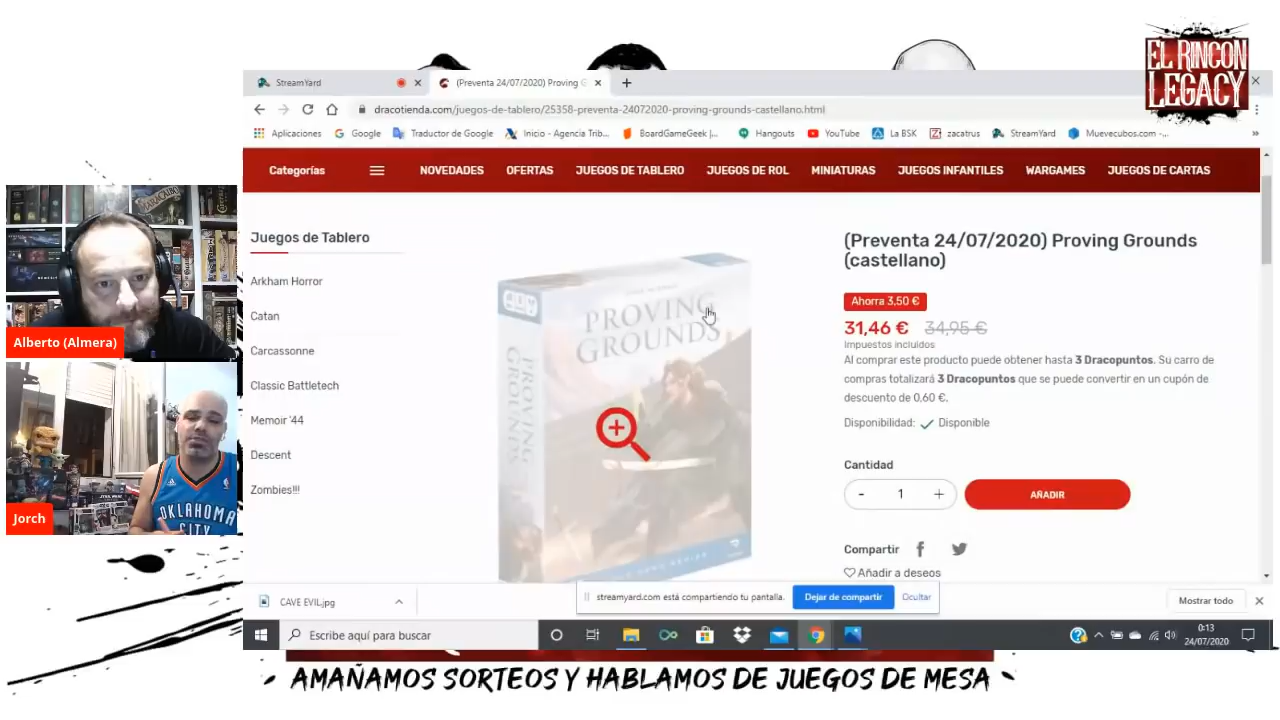 EL RINCON
LEGACY
StreamYard
(Preventa 24/07/2020) Proving G
dracotienda.com/juegos-de-tablero/25358-preventa-24072020-proving-grounds-castellano.html
Aplicaciones
Google
Traductor de Google
Inicio - Agencia Trib...
BoardGameGeek |...
Hangouts
YouTube
La BSK
zacatrus
StreamYard
Muevecubos.com -...
Categorías
NOVEDADES
OFERTAS
JUEGOS DE TABLERO
JUEGOS DE ROL
MINIATURAS
JUEGOS INFANTILES
WARGAMES
JUEGOS DE CARTAS
Juegos de Tablero
Arkham Horror
Catan
Carcassonne
Classic Battletech
Memoir '44
Descent
Zombies!!!
PROVING
GROUNDS
PROVING
GROUNDS
(Preventa 24/07/2020) Proving Grounds
(castellano)
Ahorra 3,50 €
31,46 € 34,95 €
Impuestos incluidos
Al comprar este producto puede obtener hasta 3 Dracopuntos. Su carro de
compras totalizará 3 Dracopuntos que se puede convertir en un cupón de
descuento de 0,60 €.
Disponibilidad: Disponible
Cantidad
- 1 +
AÑADIR
Compartir
Añadir a deseos
MARACAIBO
Alberto (Almera)
OKLAHOMA
CITY
Jorch
CAVE EVIL.jpg
streamyard.com está compartiendo tu pantalla.
Dejar de compartir
Ocultar
Mostrar todo
Escribe aquí para buscar
0:13
24/07/2020
AMAÑAMOS SORTEOS Y HABLAMOS DE JUEGOS DE MESA